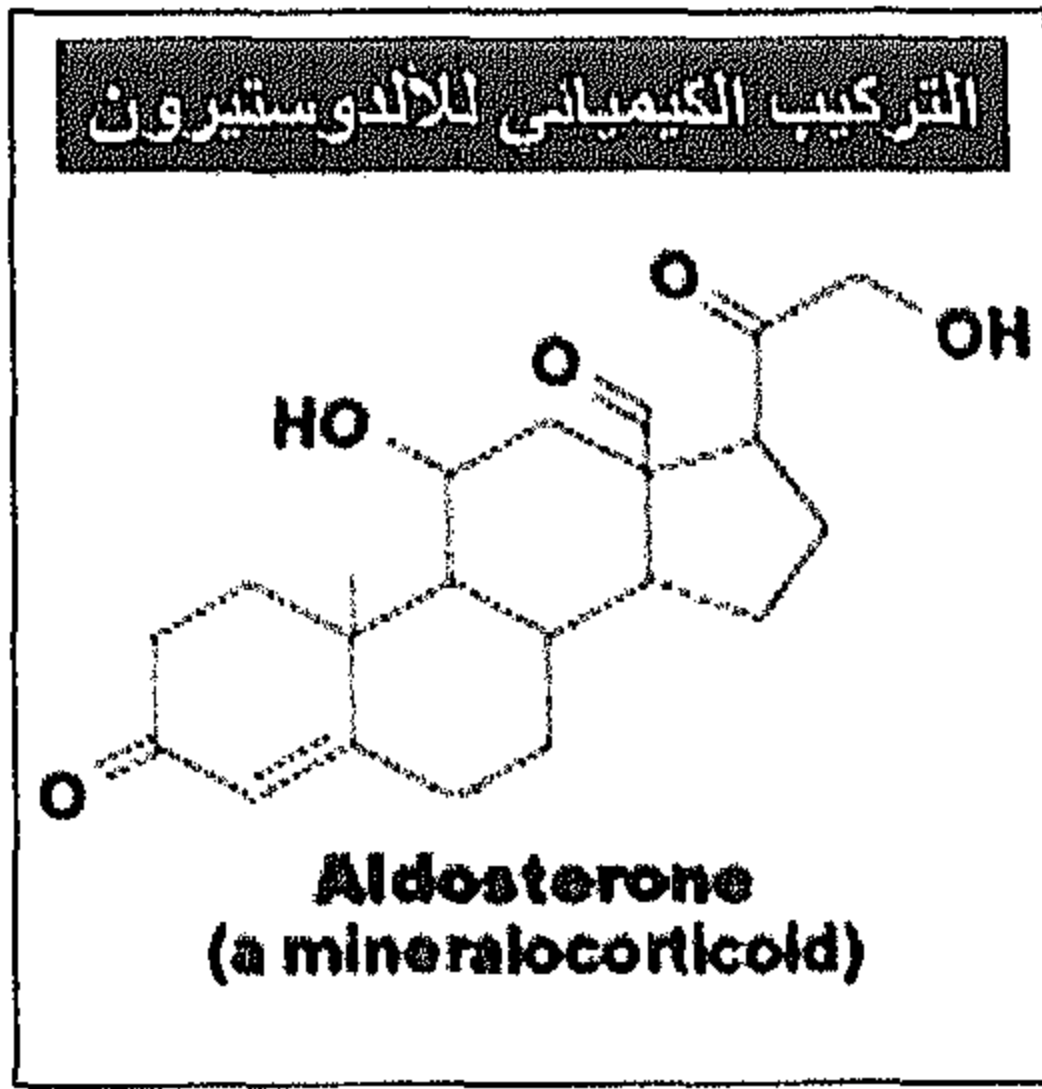 التركيب الكيميائي للألدوستيرون
O
OH
O
HO
O
Aldosterone
(a mineralocorticoid)